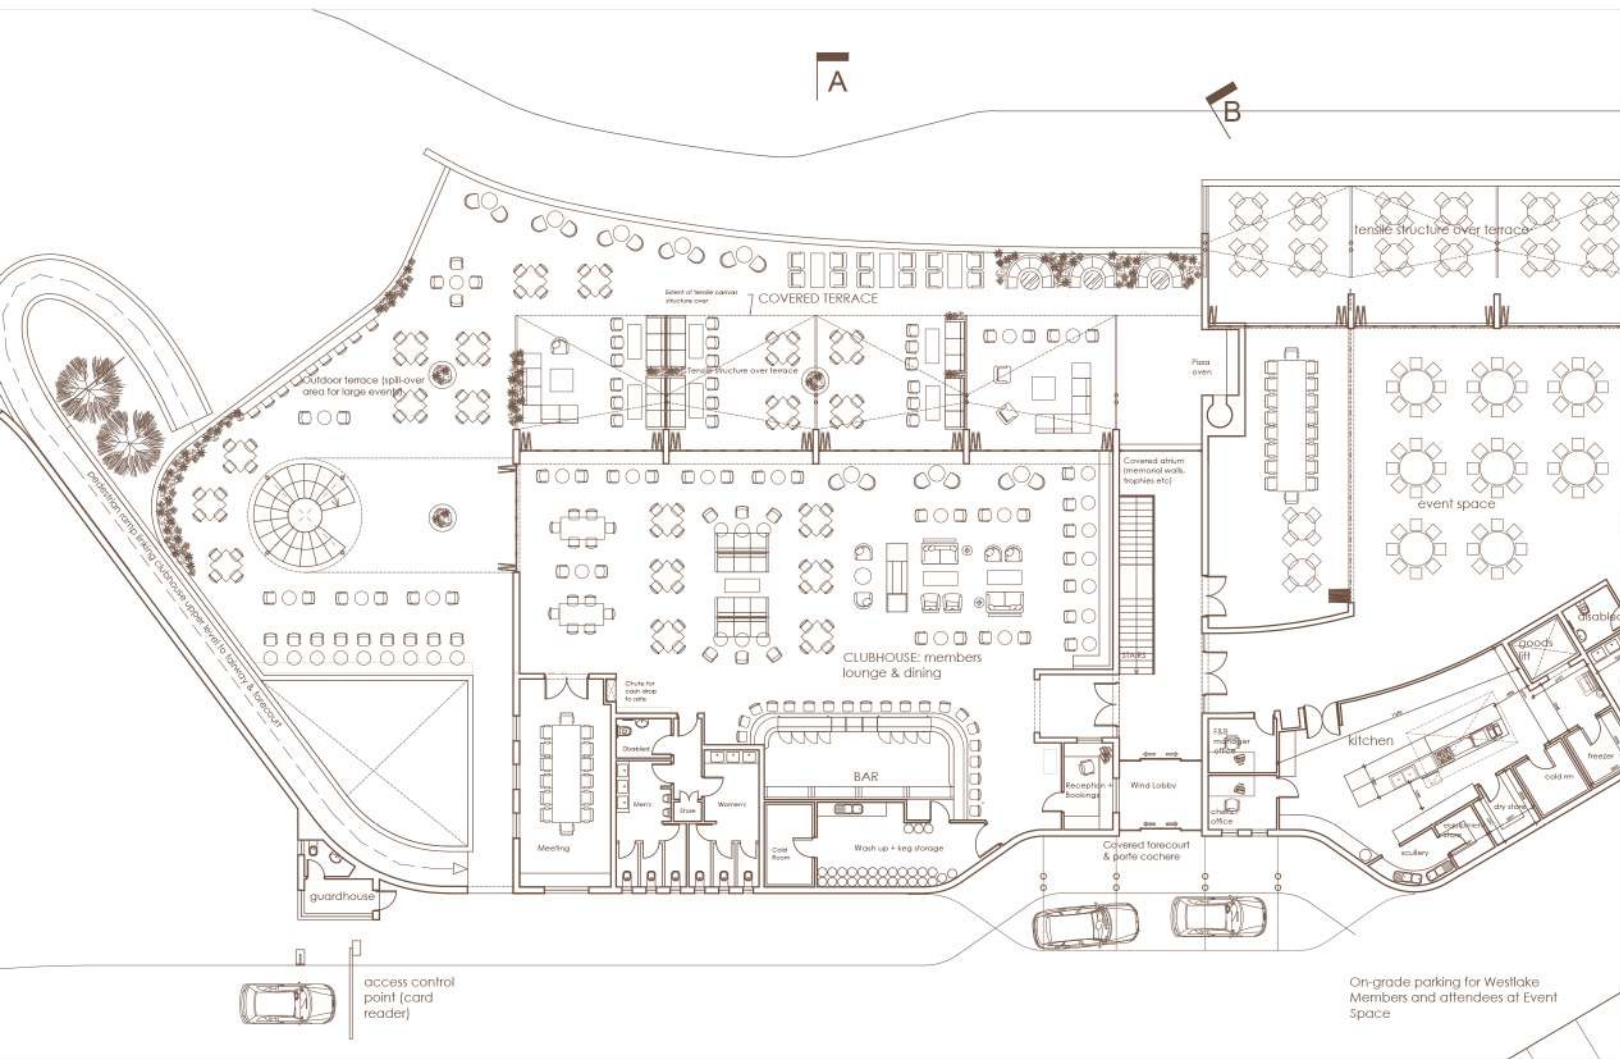 A
B
tensile structure over terrace
Extent of tensile canvas
structure over
COVERED TERRACE
Pizza
oven
Tensile structure over terrace
Outdoor terrace (spill-over
area for large events)
Covered atrium
(memorial walls,
trophies etc)
event space
pedestrian ramp linking clubhouse upper level to fairway & forecourt
disabled
goods
lift
STAIRS
CLUBHOUSE: members
lounge & dining
Chute for
cash drop
to safe
F&B
manager
office
kitchen
Disabled
freezer
BAR
cold rm
Reception +
Bookings
Wind Lobby
Men's
Store
Women's
dry store
chef's
office
scullery
Meeting
Cold
Room
Wash up + keg storage
Covered forecourt
& porte cochere
guardhouse
access control
point (card
reader)
On-grade parking for Westlake
Members and attendees at Event
Space